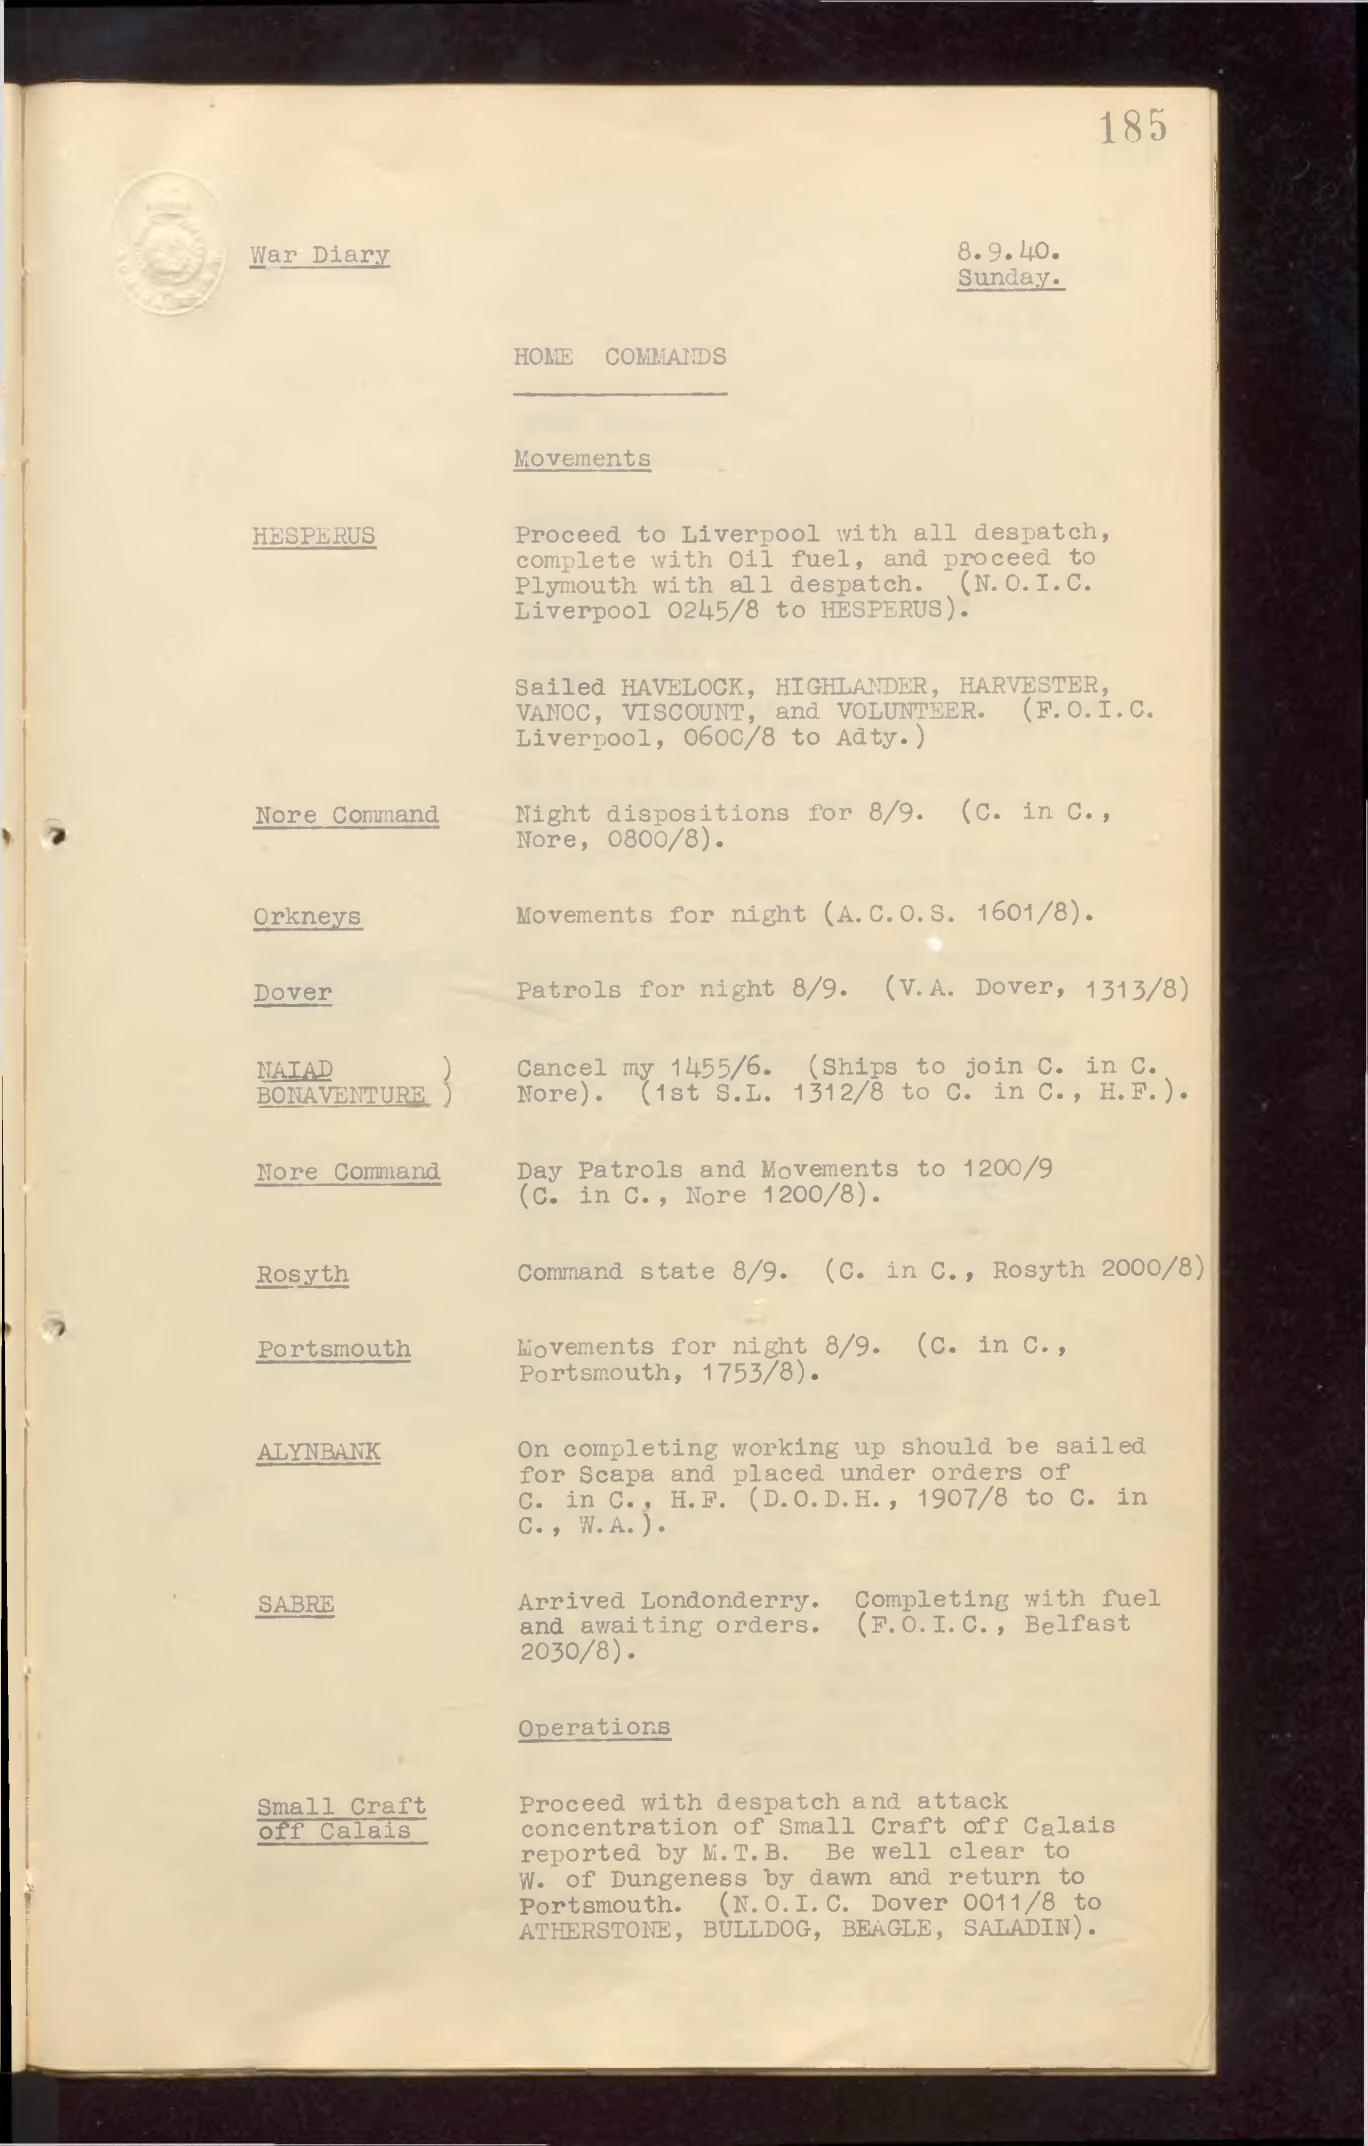 185
War Diary
8.9.40.
Sunday.
HOME COMMANDS
Movements
HESPERUS
Proceed to Liverpool with all despatch,
complete with Oil fuel, and proceed to
Plymouth with all despatch. (N.O.I.C.
Liverpool 0245/8 to HESPERUS).
Sailed HAVELOCK, HIGHLANDER, HARVESTER,
VANOC, VISCOUNT, and VOLUNTEER. (F.O.I.C.
Liverpool, 0600/8 to Adty.)
Nore Command
Night dispositions for 8/9. (C. in C.,
Nore, 0800/8).
Orkneys
Movements for night (A.C.O.S. 1601/8).
Dover
Patrols for night 8/9. (V.A. Dover, 1313/8)
NAIAD )
BONAVENTURE )
Cancel my 1455/6. (Ships to join C. in C.
Nore). (1st S.L. 1312/8 to C. in C., H.F.).
Nore Command
Day Patrols and Movements to 1200/9
(C. in C., Nore 1200/8).
Rosyth
Command state 8/9. (C. in C., Rosyth 2000/8)
Portsmouth
Movements for night 8/9. (C. in C.,
Portsmouth, 1753/8).
ALYNBANK
On completing working up should be sailed
for Scapa and placed under orders of
C. in C., H.F. (D.O.D.H., 1907/8 to C. in
C., W.A.).
SABRE
Arrived Londonderry. Completing with fuel
and awaiting orders. (F.O.I.C., Belfast
2030/8).
Operations
Small Craft
off Calais
Proceed with despatch and attack
concentration of Small Craft off Calais
reported by M.T.B. Be well clear to
W. of Dungeness by dawn and return to
Portsmouth. (N.O.I.C. Dover 0011/8 to
ATHERSTONE, BULLDOG, BEAGLE, SALADIN).